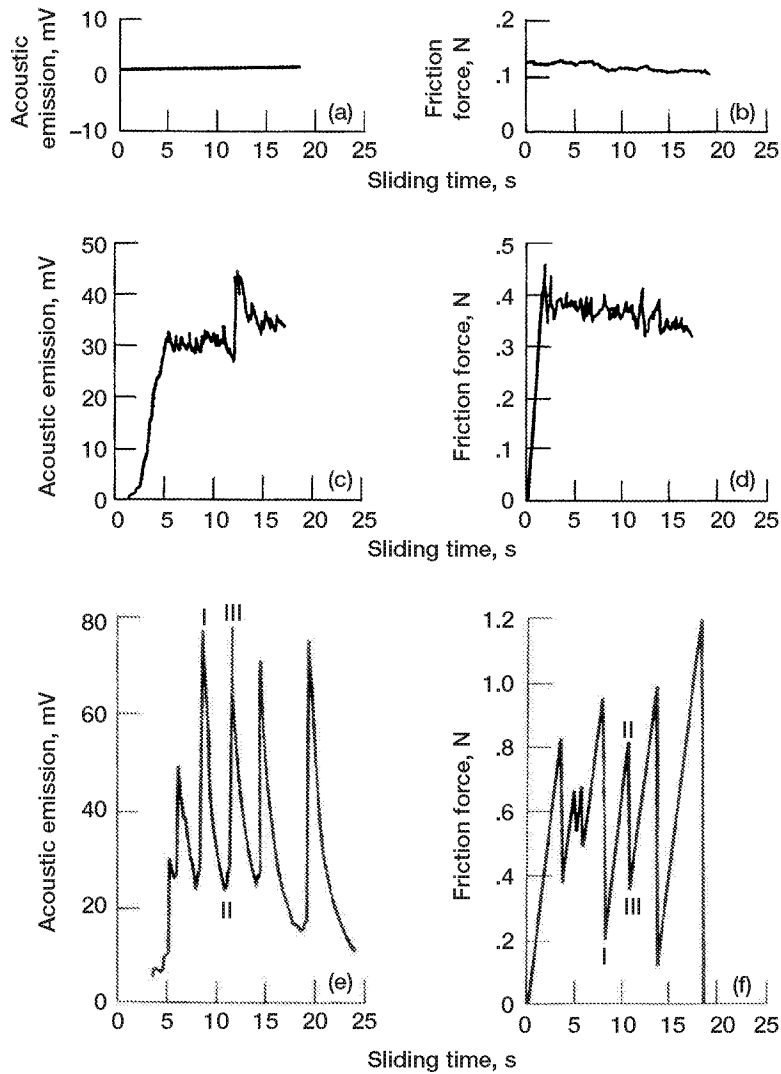 Acoustic
emission, mV
10
0
–10
0 5 10 15 20 25
(a)
Friction
force, N
.2
.1
0
0 5 10 15 20 25
(b)
Sliding time, s
Acoustic emission, mV
50
40
30
20
10
0
0 5 10 15 20 25
(c)
Friction force, N
.5
.4
.3
.2
.1
0
0 5 10 15 20 25
(d)
Sliding time, s
Acoustic emission, mV
80
60
40
20
0
0 5 10 15 20 25
I
III
II
(e)
Friction force, N
1.2
1.0
.8
.6
.4
.2
0
0 5 10 15 20 25
II
III
I
(f)
Sliding time, s